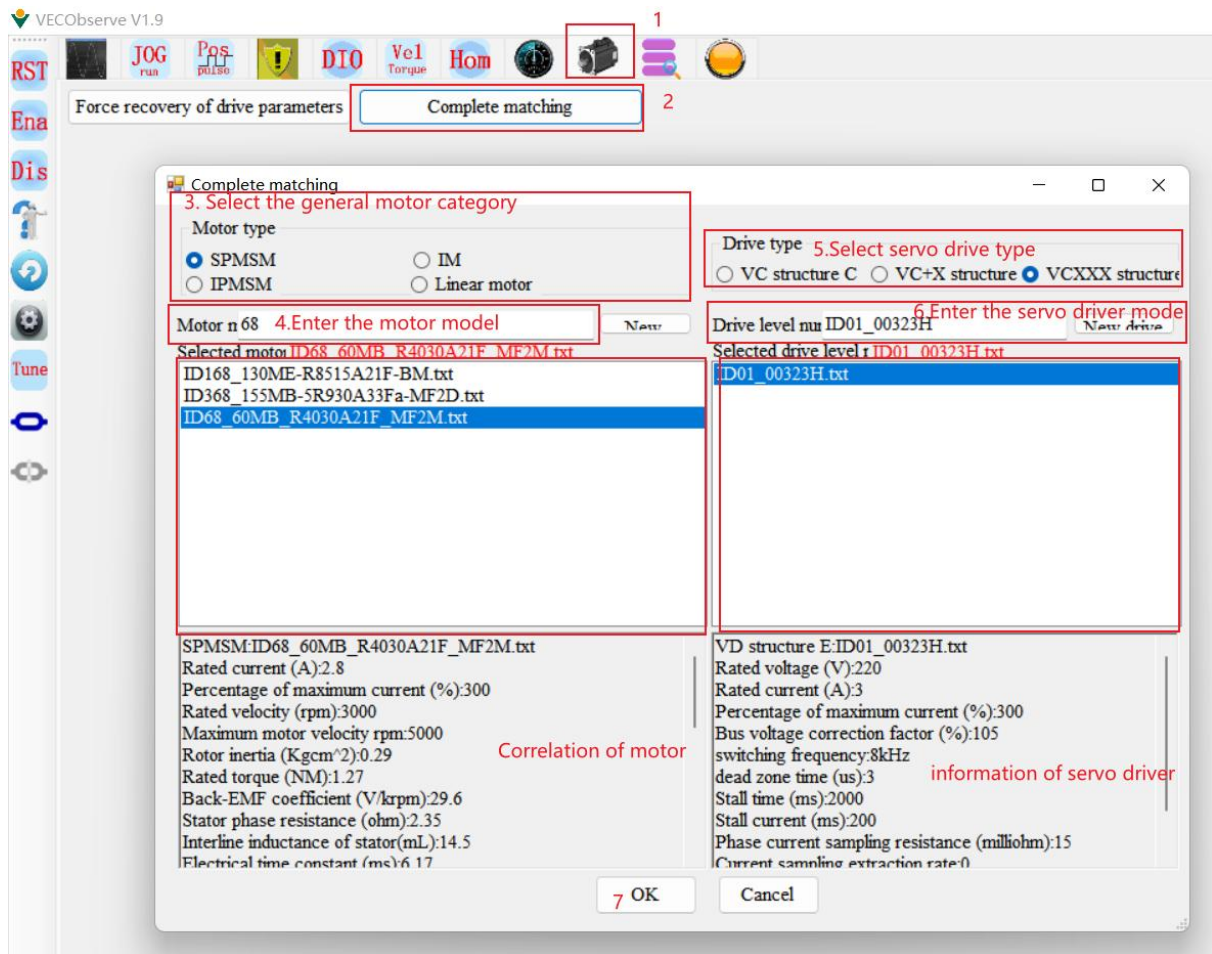 VECObserve V1.9
1
RST
JOG
run
Pos
pulse
DIO
Vel
Torque
Hom
Force recovery of drive parameters
Complete matching
2
Ena
Dis
Tune
Complete matching
3. Select the general motor category
Motor type
SPMSM
IM
IPMSM
Linear motor
Drive type
5.Select servo drive type
VC structure C
VC+X structure
VCXXX structure
Motor n
68
4.Enter the motor model
New
Drive level nur
ID01_00323H
6.Enter the servo driver mode
New drive
Selected motor
ID68_60MB_R4030A21F_MF2M.txt
Selected drive level r
ID01_00323H.txt
ID168_130ME-R8515A21F-BM.txt
ID368_155MB-5R930A33Fa-MF2D.txt
ID68_60MB_R4030A21F_MF2M.txt
ID01_00323H.txt
SPMSM:ID68_60MB_R4030A21F_MF2M.txt
Rated current (A):2.8
Percentage of maximum current (%):300
Rated velocity (rpm):3000
Maximum motor velocity rpm:5000
Rotor inertia (Kgcm^2):0.29
Rated torque (NM):1.27
Back-EMF coefficient (V/krpm):29.6
Stator phase resistance (ohm):2.35
Interline inductance of stator(mL):14.5
Electrical time constant (ms):6.17
Correlation of motor
VD structure E:ID01_00323H.txt
Rated voltage (V):220
Rated current (A):3
Percentage of maximum current (%):300
Bus voltage correction factor (%):105
switching frequency:8kHz
dead zone time (us):3
Stall time (ms):2000
Stall current (ms):200
Phase current sampling resistance (milliohm):15
Current sampling extraction rate:0
information of servo driver
7
OK
Cancel